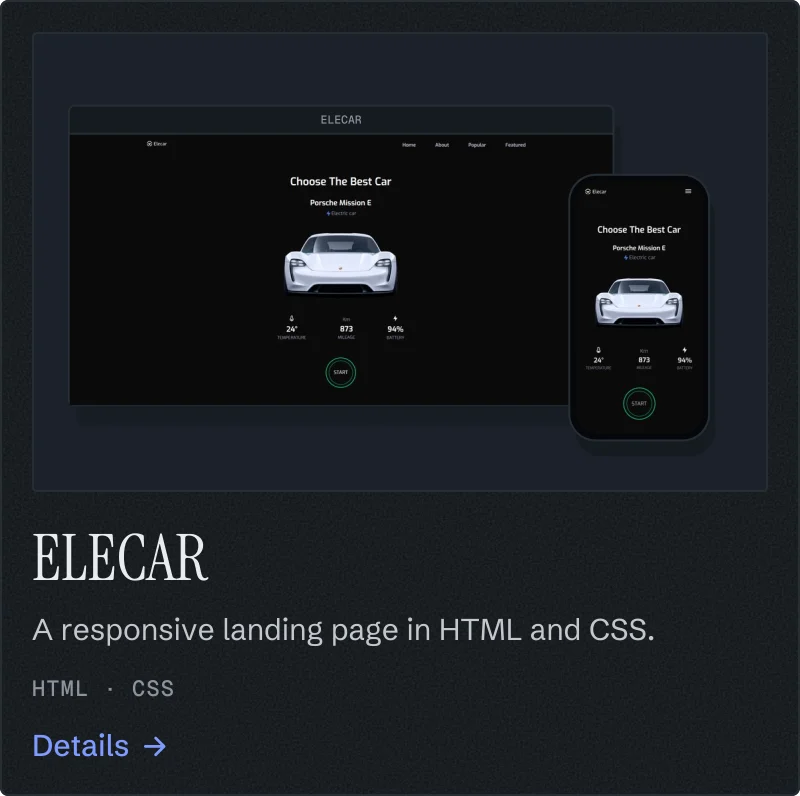 ELECAR
Elecar Home About Popular Featured
Choose The Best Car
Porsche Mission E
Electric car
24° 873 94%
TEMPERATURE MILEAGE BATTERY
START
Elecar
Choose The Best Car
Porsche Mission E
Electric car
24° 873 94%
TEMPERATURE MILEAGE BATTERY
START
ELECAR
A responsive landing page in HTML and CSS.
HTML · CSS
Details →